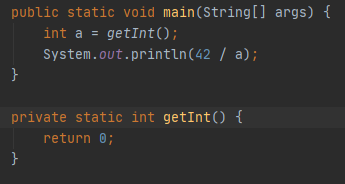 public static void main(String[] args) {
    int a = getInt();
    System.out.println(42 / a);
}

private static int getInt() {
    return 0;
}